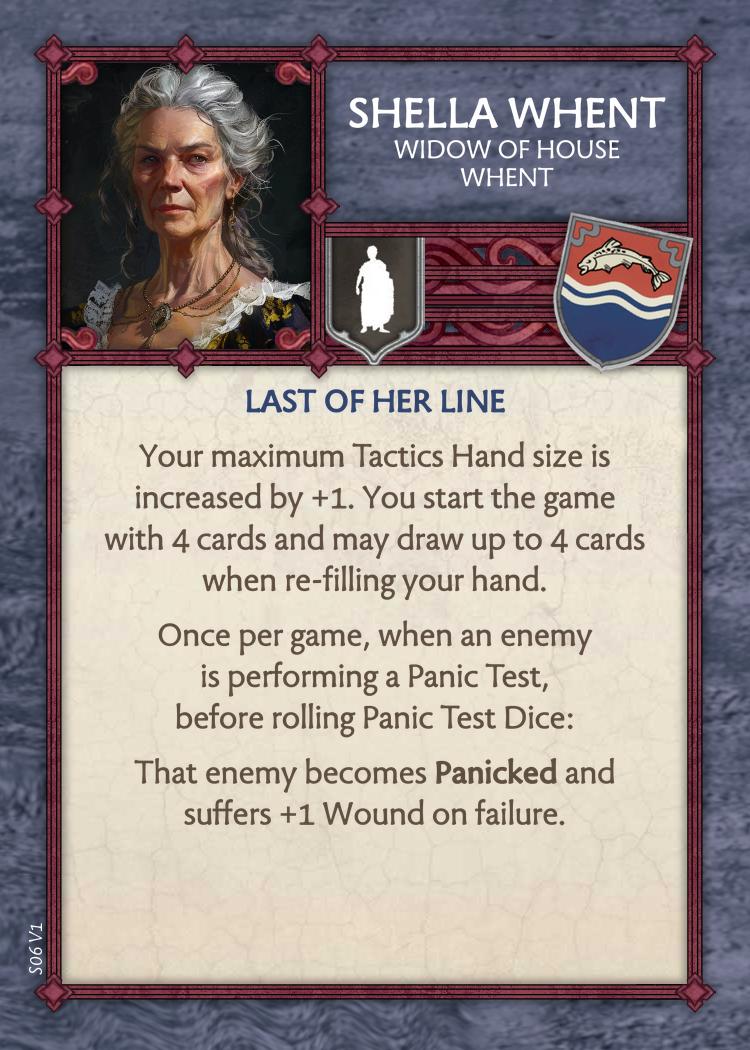 SHELLA WHENT
WIDOW OF HOUSE
WHENT
LAST OF HER LINE
Your maximum Tactics Hand size is
increased by +1. You start the game
with 4 cards and may draw up to 4 cards
when re-filling your hand.
Once per game, when an enemy
is performing a Panic Test,
before rolling Panic Test Dice:
That enemy becomes Panicked and
suffers +1 Wound on failure.
S06 V1